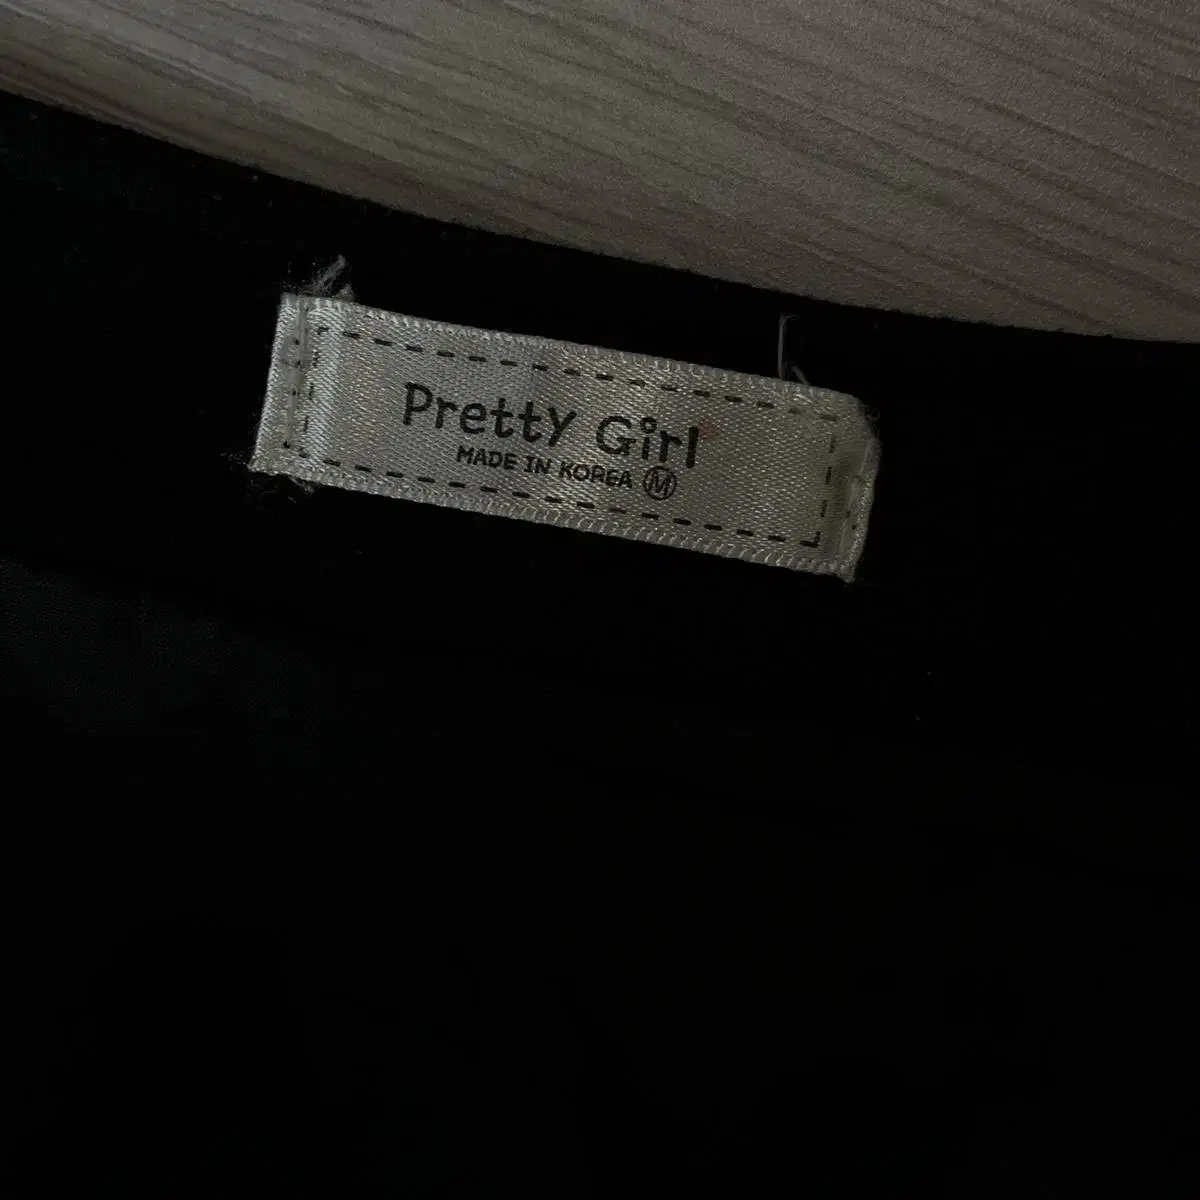 Pretty Girl
MADE IN KOREA Ⓜ